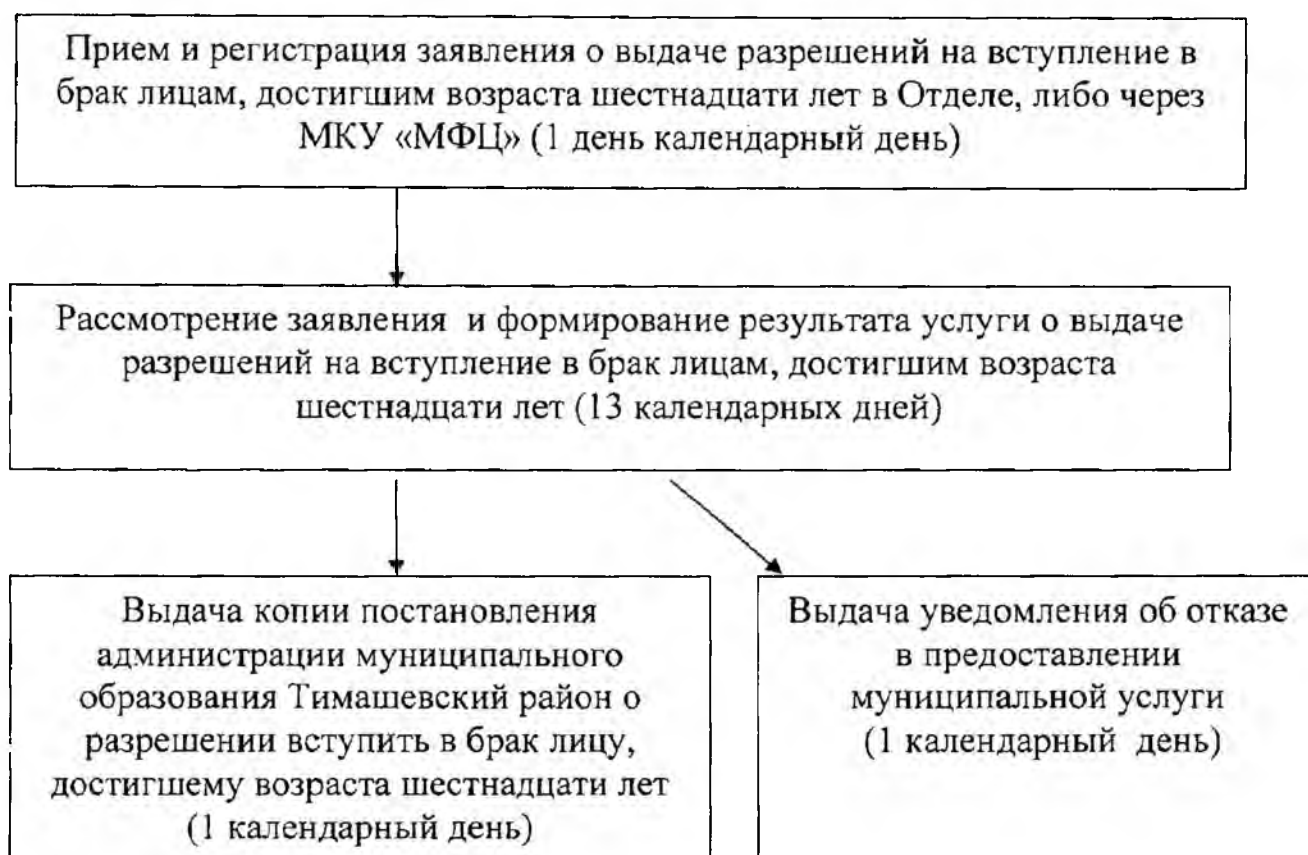 Прием и регистрация заявления о выдаче разрешений на вступление в
брак лицам, достигшим возраста шестнадцати лет в Отделе, либо через
МКУ «МФЦ» (1 день календарный день)
Рассмотрение заявления и формирование результата услуги о выдаче
разрешений на вступление в брак лицам, достигшим возраста
шестнадцати лет (13 календарных дней)
Выдача копии постановления
администрации муниципального
образования Тимашевский район о
разрешении вступить в брак лицу,
достигшему возраста шестнадцати лет
(1 календарный день)
Выдача уведомления об отказе
в предоставлении
муниципальной услуги
(1 календарный день)